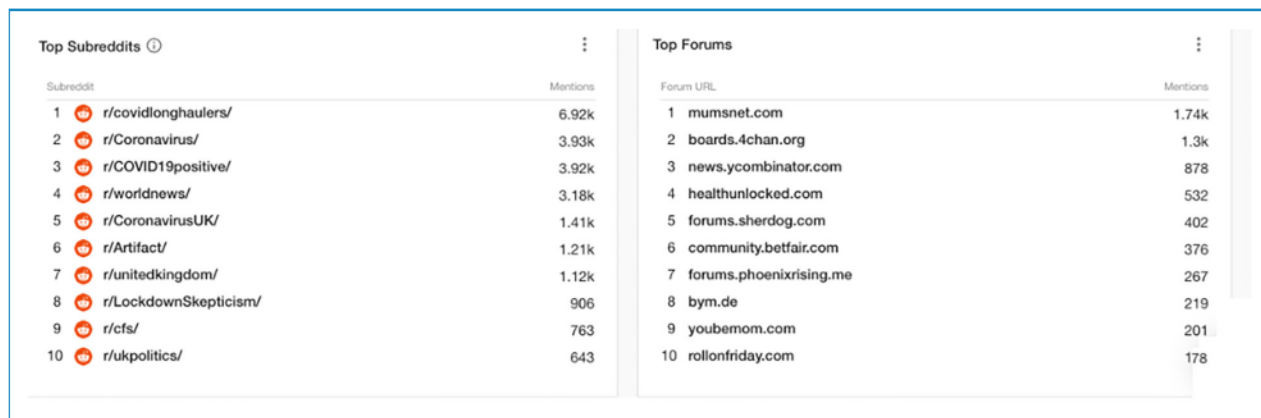 Top Subreddits
Subreddit Mentions
1 r/covidlonghaulers/ 6.92k
2 r/Coronavirus/ 3.93k
3 r/COVID19positive/ 3.92k
4 r/worldnews/ 3.18k
5 r/CoronavirusUK/ 1.41k
6 r/Artifact/ 1.21k
7 r/unitedkingdom/ 1.12k
8 r/LockdownSkepticism/ 906
9 r/cfs/ 763
10 r/ukpolitics/ 643
Top Forums
Forum URL Mentions
1 mumsnet.com 1.74k
2 boards.4chan.org 1.3k
3 news.ycombinator.com 878
4 healthunlocked.com 532
5 forums.sherdog.com 402
6 community.betfair.com 376
7 forums.phoenixrising.me 267
8 bym.de 219
9 youbemom.com 201
10 rollonfriday.com 178